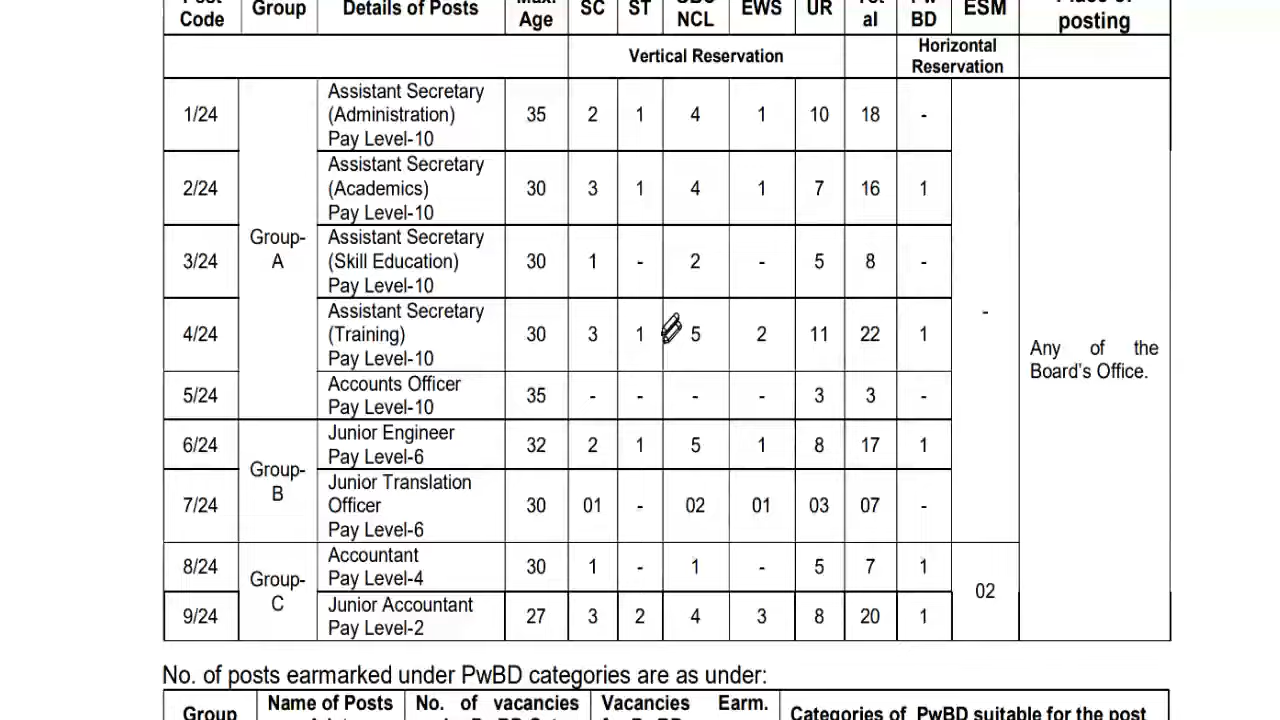 Code Group Details of Posts Age SC ST NCL EWS UR al BD ESM posting
Vertical Reservation Horizontal
Reservation
1/24 Assistant Secretary
(Administration)
Pay Level-10 35 2 1 4 1 10 18 -
2/24 Assistant Secretary
(Academics)
Pay Level-10 30 3 1 4 1 7 16 1
Group-
A
3/24 Assistant Secretary
(Skill Education)
Pay Level-10 30 1 - 2 - 5 8 -
4/24 Assistant Secretary
(Training)
Pay Level-10 30 3 1 5 2 11 22 1
-
Any of the
Board's Office.
5/24 Accounts Officer
Pay Level-10 35 - - - - 3 3 -
6/24 Junior Engineer
Pay Level-6 32 2 1 5 1 8 17 1
Group-
B
7/24 Junior Translation
Officer
Pay Level-6 30 01 - 02 01 03 07 -
8/24 Accountant
Pay Level-4 30 1 - 1 - 5 7 1
Group-
C
02
9/24 Junior Accountant
Pay Level-2 27 3 2 4 3 8 20 1
No. of posts earmarked under PwBD categories are as under:
Group Name of Posts No. of vacancies Vacancies Earm. Categories of PwBD suitable for the post